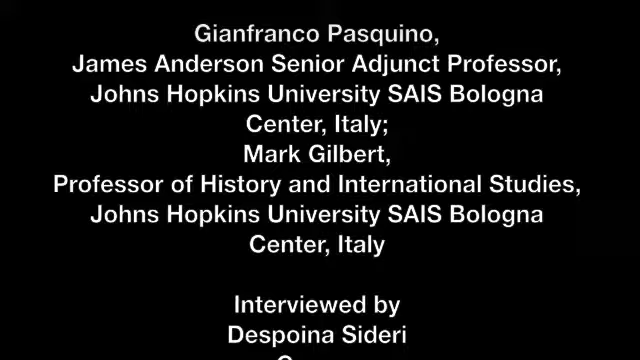 Gianfranco Pasquino,
James Anderson Senior Adjunct Professor,
Johns Hopkins University SAIS Bologna
Center, Italy;
Mark Gilbert,
Professor of History and International Studies,
Johns Hopkins University SAIS Bologna
Center, Italy
Interviewed by
Despoina Sideri